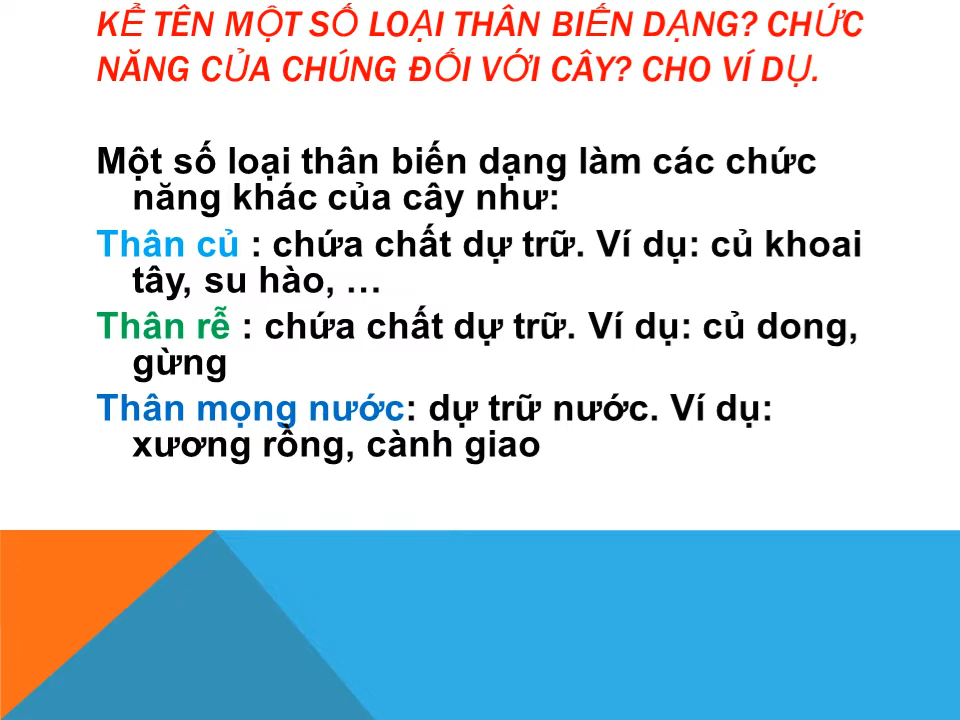 KỂ TÊN MỘT SỐ LOẠI THÂN BIẾN DẠNG? CHỨC
NĂNG CỦA CHÚNG ĐỐI VỚI CÂY? CHO VÍ DỤ.
Một số loại thân biến dạng làm các chức
năng khác của cây như:
Thân củ : chứa chất dự trữ. Ví dụ: củ khoai
tây, su hào, …
Thân rễ : chứa chất dự trữ. Ví dụ: củ dong,
gừng
Thân mọng nước: dự trữ nước. Ví dụ:
xương rồng, cành giao